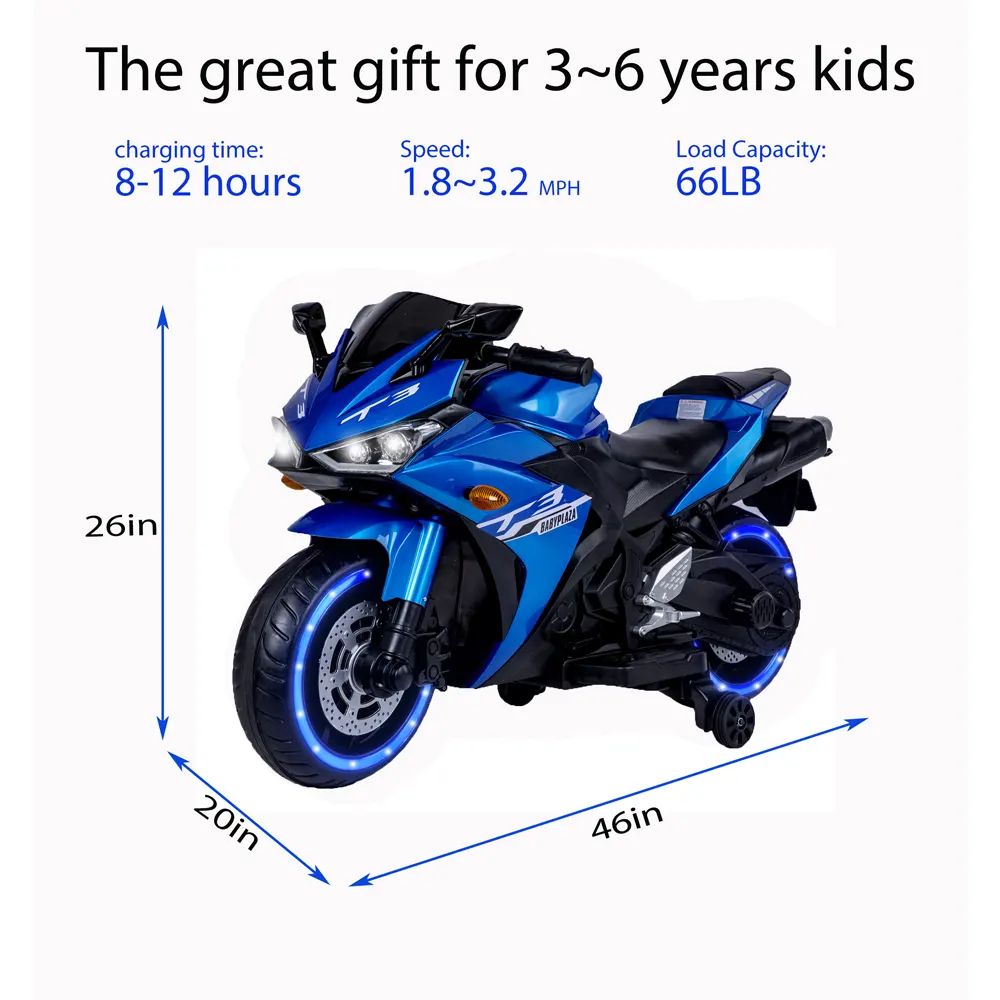 The great gift for 3~6 years kids
charging time:
8-12 hours
Speed:
1.8~3.2 MPH
Load Capacity:
66LB
T3
T3
T3
BABYPLAZA
26in
20in
46in